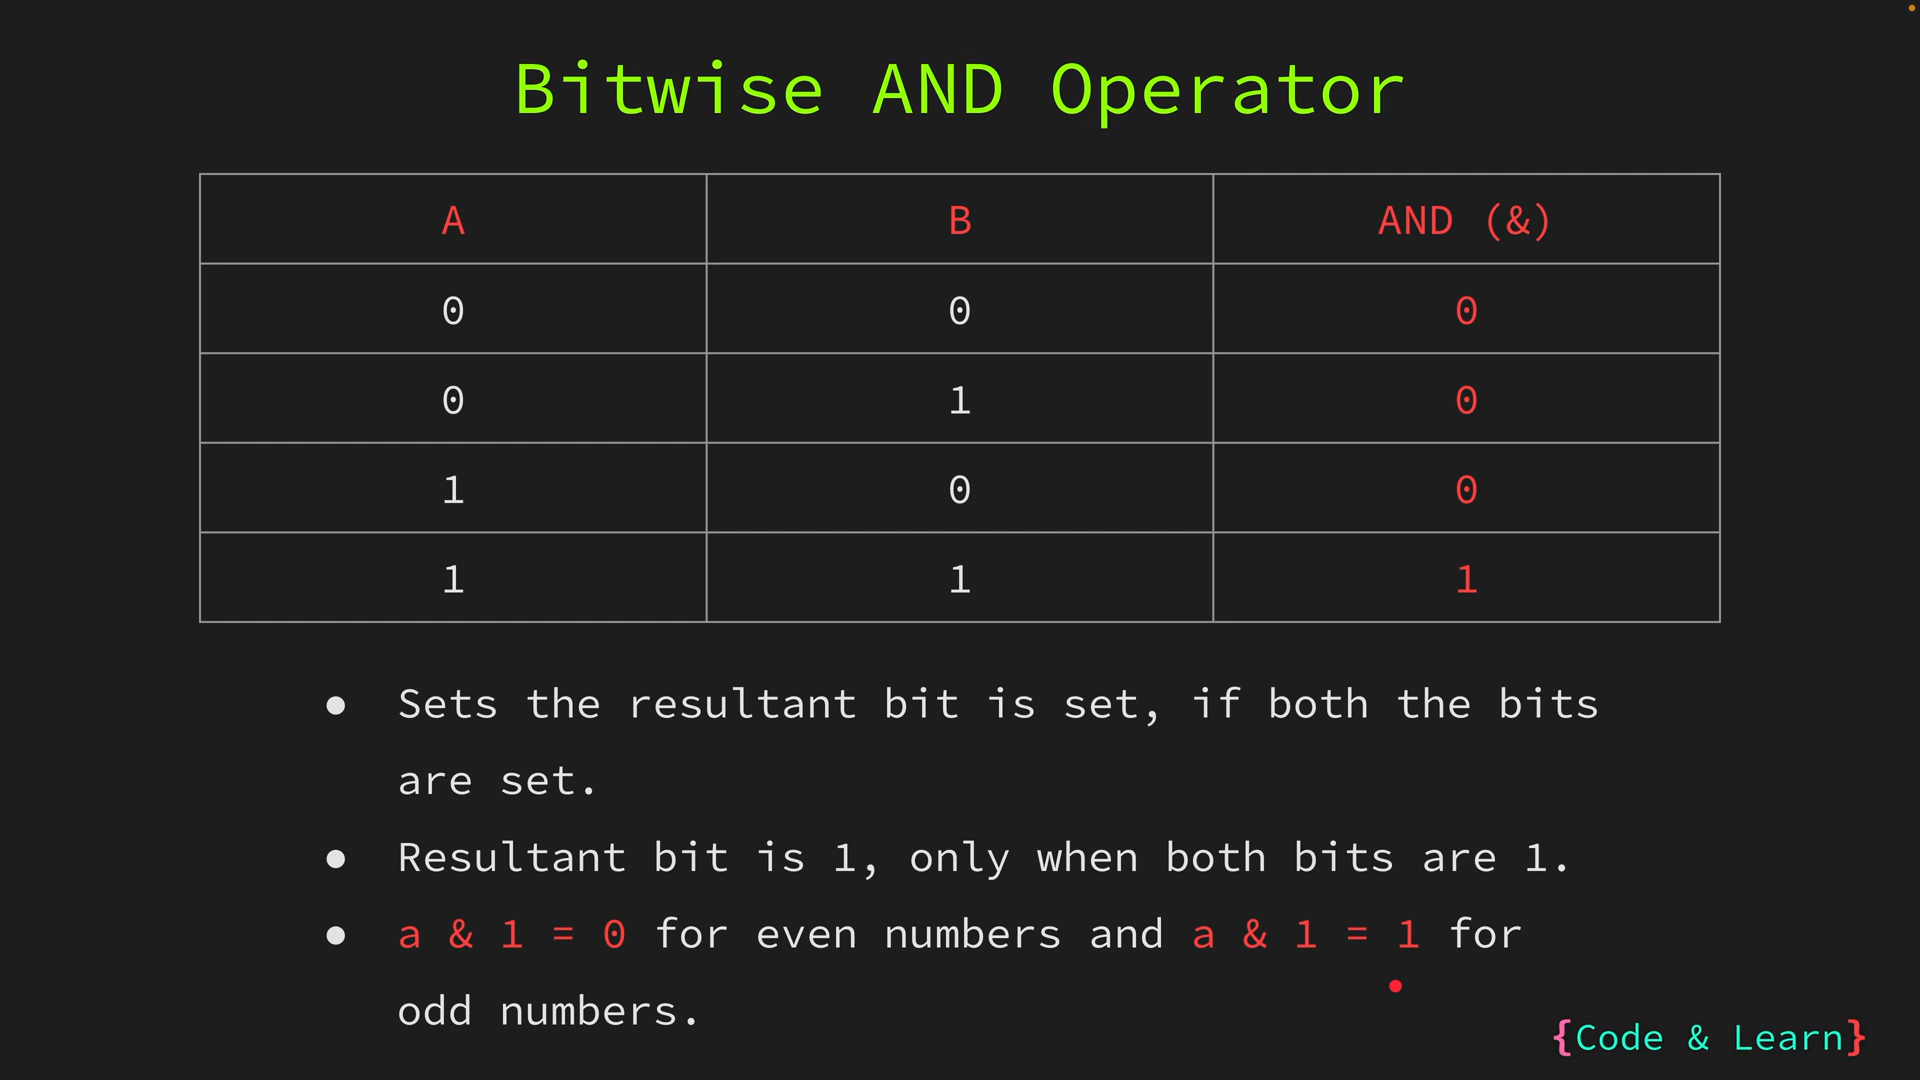 Bitwise AND Operator
A B AND (&)
0 0 0
0 1 0
1 0 0
1 1 1
● Sets the resultant bit is set, if both the bits
are set.
● Resultant bit is 1, only when both bits are 1.
● a & 1 = 0 for even numbers and a & 1 = 1 for
odd numbers.
{Code & Learn}